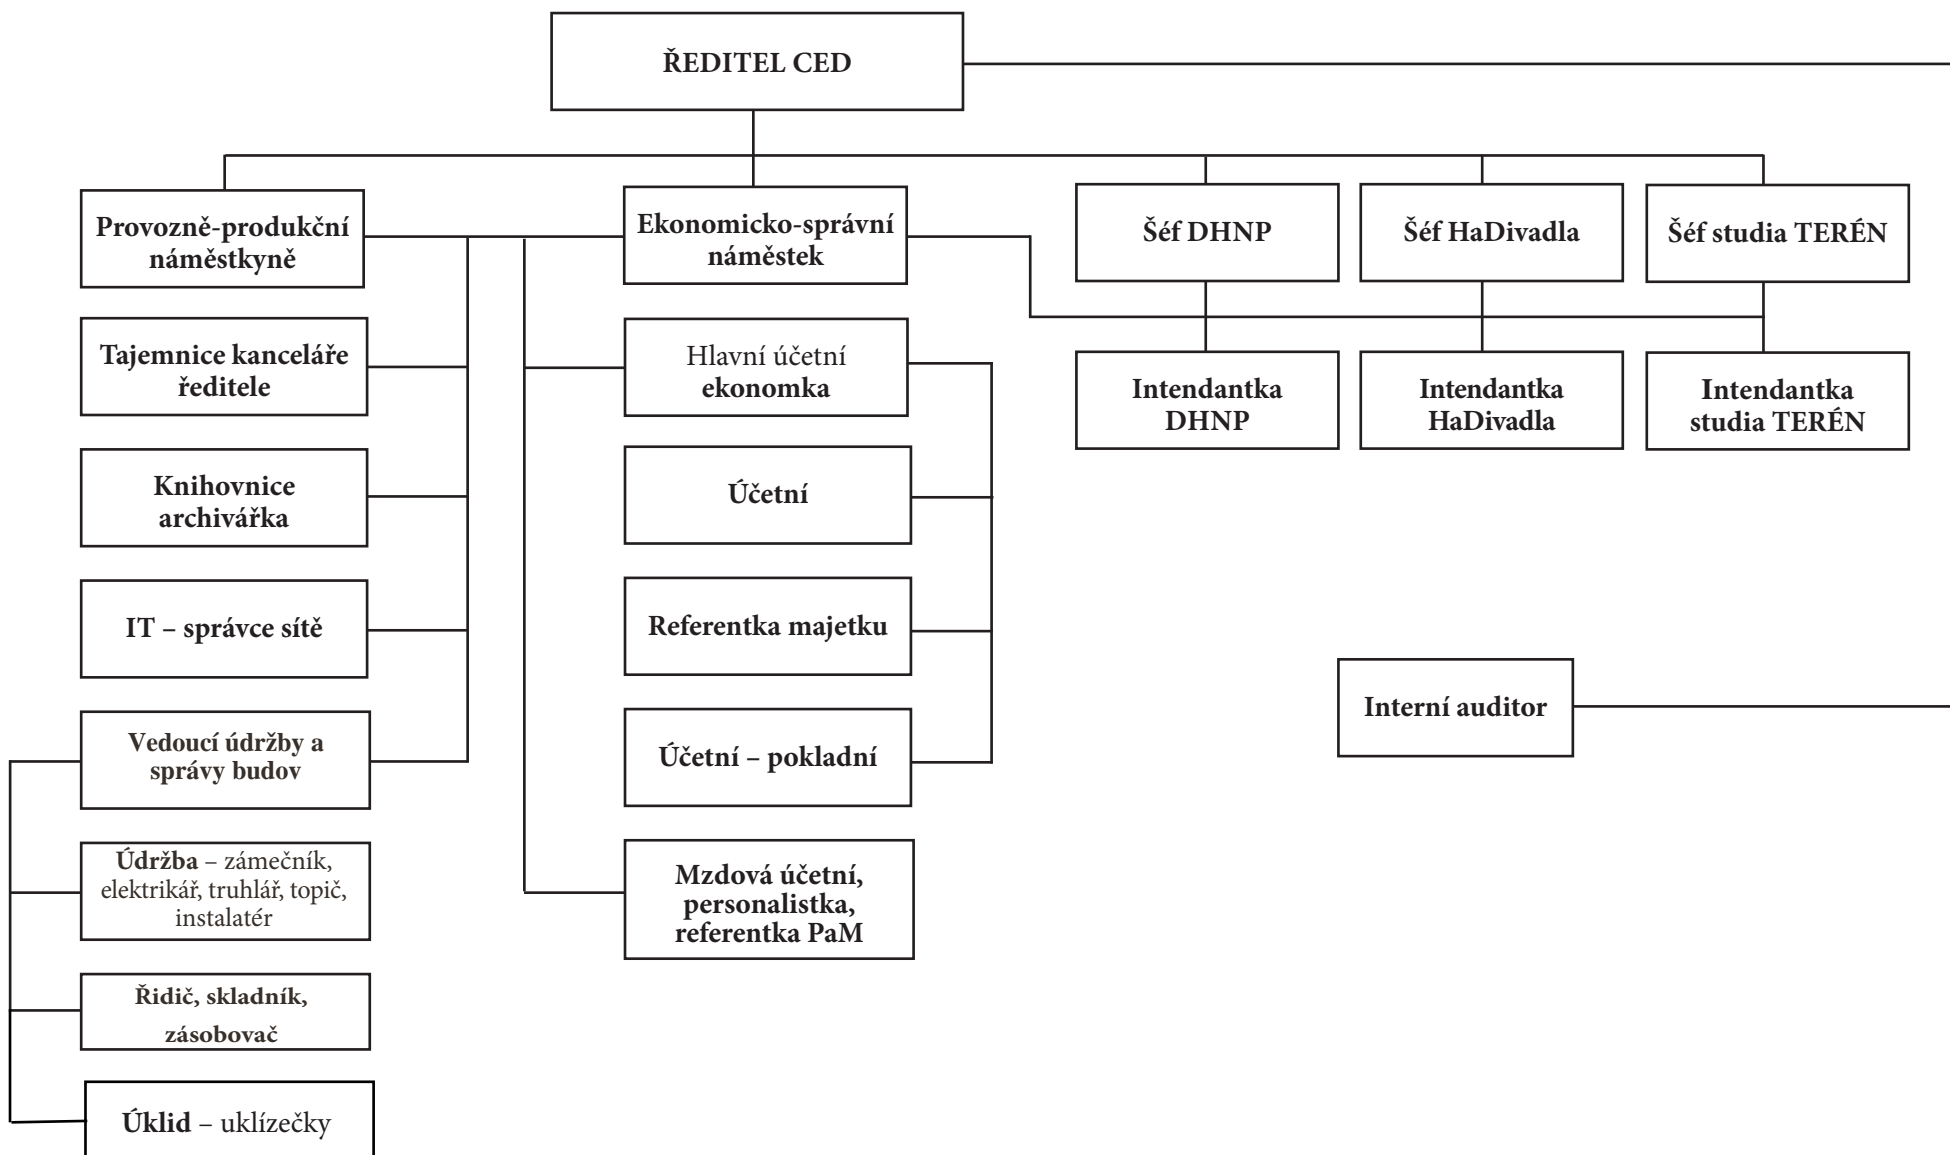 ŘEDITEL CED
Provozně-produkční
náměstkyně
Ekonomicko-správní
náměstek
Šéf DHNP
Šéf HaDivadla
Šéf studia TERÉN
Tajemnice kanceláře
ředitele
Hlavní účetní
ekonomka
Intendantka
DHNP
Intendantka
HaDivadla
Intendantka
studia TERÉN
Knihovnice
archivářka
Účetní
IT – správce sítě
Referentka majetku
Interní auditor
Vedoucí údržby a
správy budov
Účetní – pokladní
Údržba – zámečník,
elektrikář, truhlář, topič,
instalatér
Mzdová účetní,
personalistka,
referentka PaM
Řidič, skladník,
zásobovač
Úklid – uklízečky